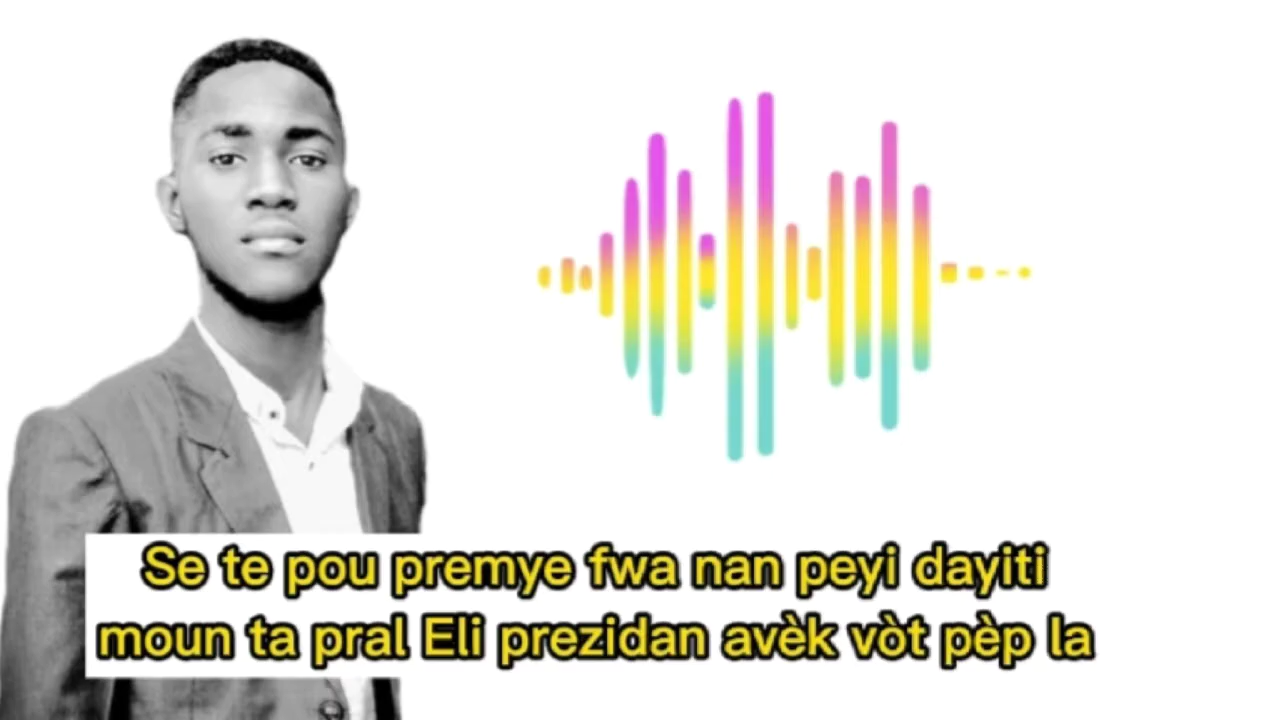 Se te pou premye fwa nan peyi dayiti
moun ta pral Eli prezidan avèk vòt pèp la